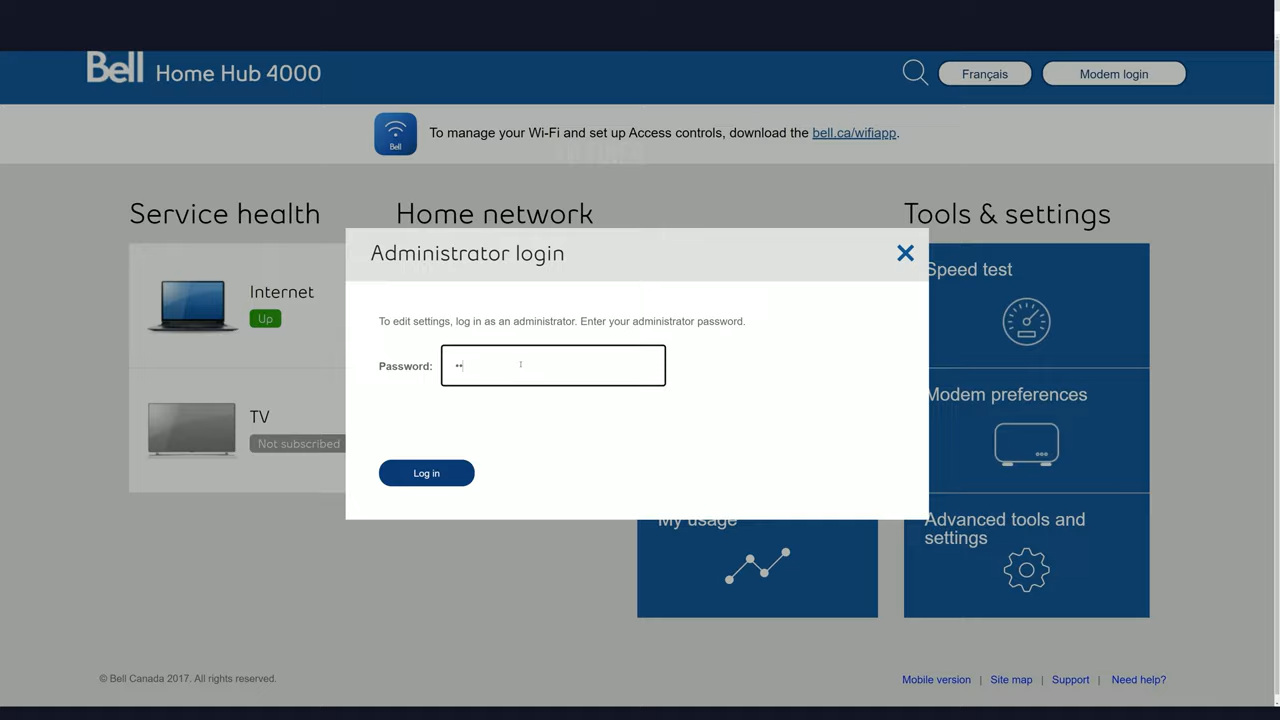 Bell Home Hub 4000
Français
Modem login
Bell
To manage your Wi-Fi and set up Access controls, download the bell.ca/wifiapp.
Service health
Home network
Tools & settings
Administrator login
To edit settings, log in as an administrator. Enter your administrator password.
Password: ••
Log in
Internet
Up
TV
Not subscribed
My usage
Speed test
Modem preferences
Advanced tools and
settings
© Bell Canada 2017. All rights reserved.
Mobile version | Site map | Support | Need help?